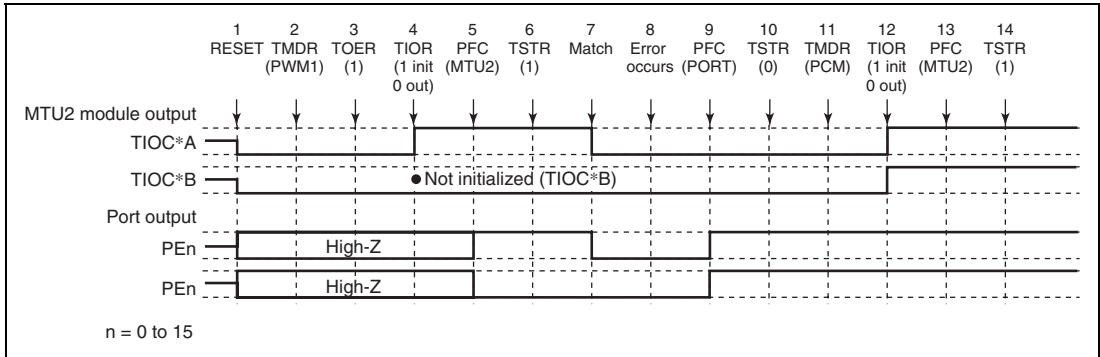 1 2 3 4 5 6 7 8 9 10 11 12 13 14
RESET TMDR TOER TIOR PFC TSTR Match Error PFC TSTR TMDR TIOR PFC TSTR
(PWM1) (1) (1 init (MTU2) (1) occurs (PORT) (0) (PCM) (1 init (MTU2) (1)
0 out) 0 out)
MTU2 module output
TIOC*A
TIOC*B
●Not initialized (TIOC*B)
Port output
PEn High-Z
PEn High-Z
n = 0 to 15